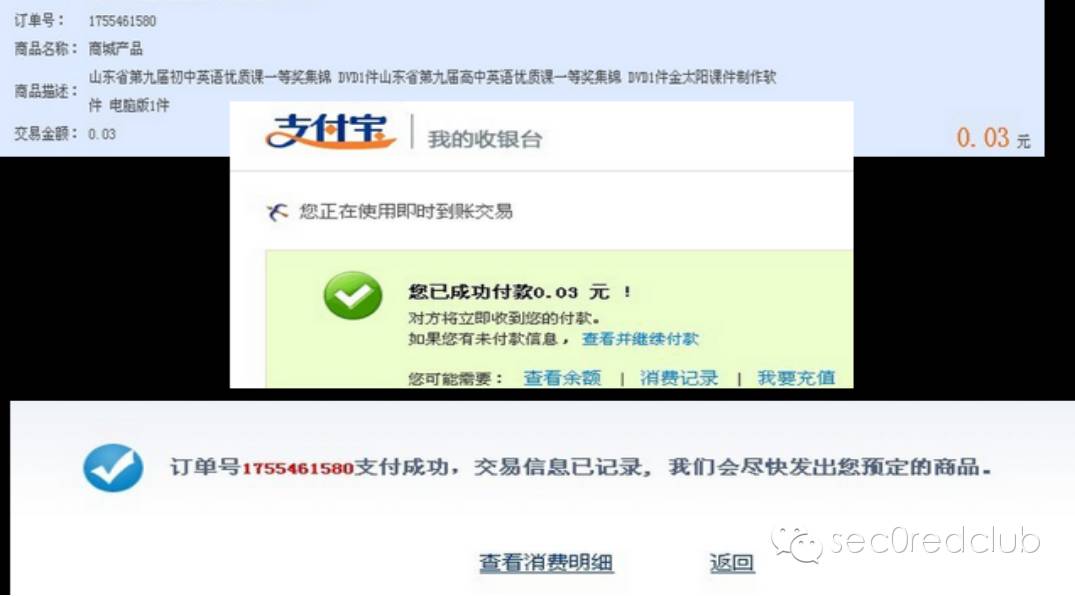 订单号： 1755461580
商品名称： 商城产品
商品描述： 山东省第九届初中英语优质课一等奖集锦 DVD1件山东省第九届高中英语优质课一等奖集锦 DVD1件金太阳课件制作软
件 电脑版1件
交易金额： 0.03
0.03 元
支付宝 | 我的收银台
您正在使用即时到账交易
您已成功付款0.03 元 ！
对方将立即收到您的付款。
如果您有未付款信息，查看并继续付款
您可能需要： 查看余额 | 消费记录 | 我要充值
订单号1755461580支付成功，交易信息已记录，我们会尽快发出您预定的商品。
查看消费明细 返回
sec0redclub